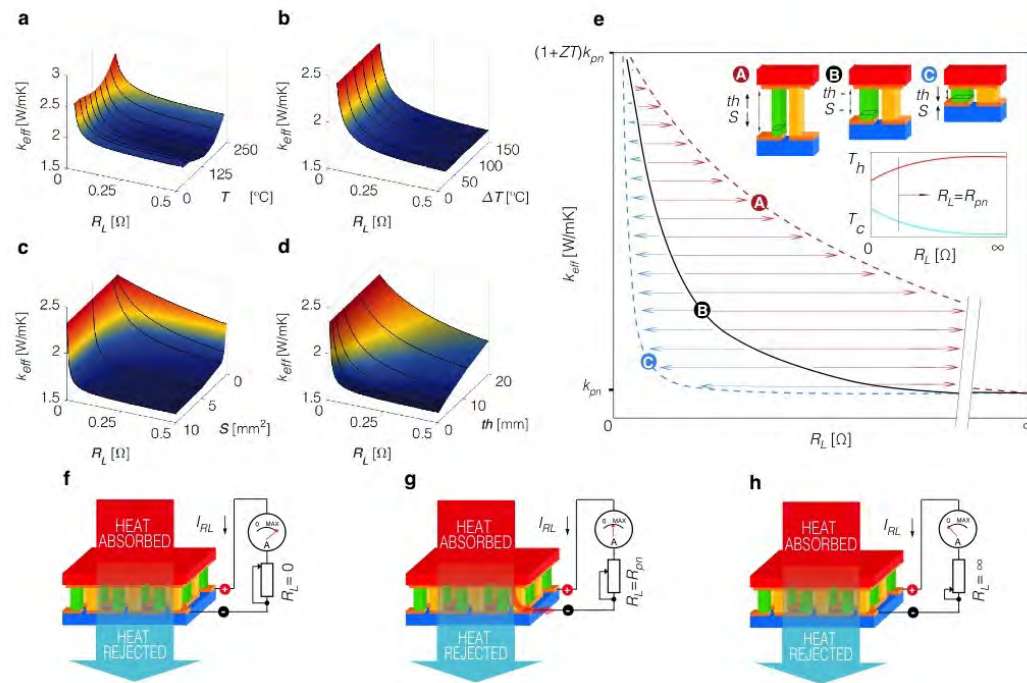 a
3
2.5
2
1.5
k_eff [W/mK]
0
0.25
0.5
R_L [Ω]
0
125
250
T [ºC]
b
3
2.5
2
1.5
k_eff [W/mK]
0
0.25
0.5
R_L [Ω]
0
50
100
150
ΔT [ºC]
c
2.5
2
1.5
k_eff [W/mK]
0
0.25
0.5
R_L [Ω]
10
5
0
S [mm²]
d
2.5
2
1.5
k_eff [W/mK]
0
0.25
0.5
R_L [Ω]
0
10
20
th [mm]
e
(1+ZT)k_pn
k_eff [W/mK]
k_pn
0
R_L [Ω]
A
th
S
B
th
S
C
th
S
T_h
R_L=R_pn
T_c
0
∞
R_L [Ω]
A
B
C
f
HEAT
ABSORBED
HEAT
REJECTED
I_RL
0 MAX
A
R_L = 0
+
-
g
HEAT
ABSORBED
HEAT
REJECTED
I_RL
MAX
A
R_L=R_pn
+
-
h
HEAT
ABSORBED
HEAT
REJECTED
I_RL
0 MAX
A
R_L = ∞
+
-